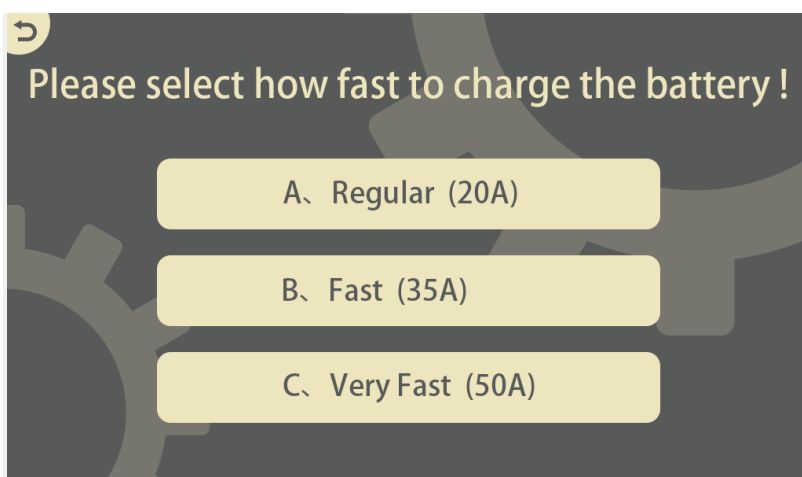 Please select how fast to charge the battery !
A、Regular (20A)
B、Fast (35A)
C、Very Fast (50A)